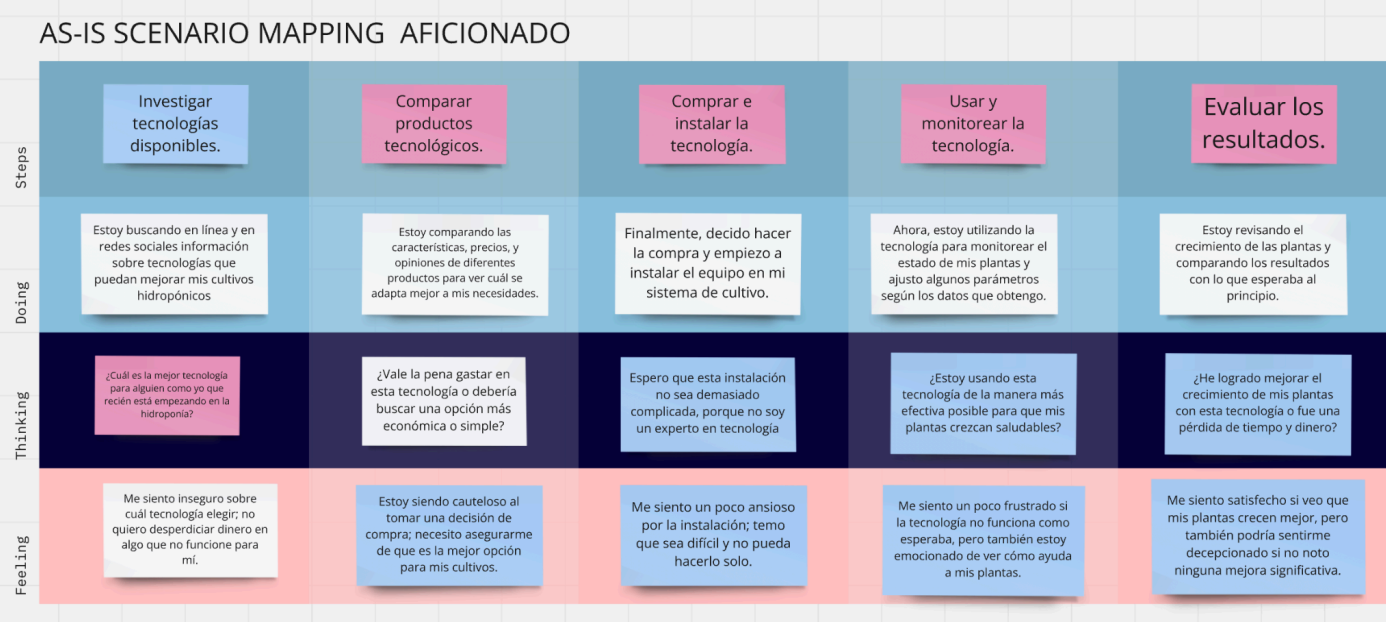 AS-IS SCENARIO MAPPING AFICIONADO
Steps
Investigar
tecnologías
disponibles.
Comparar
productos
tecnológicos.
Comprar e
instalar la
tecnología.
Usar y
monitorear la
tecnología.
Evaluar los
resultados.
Doing
Estoy buscando en línea y en
redes sociales información
sobre tecnologías que
puedan mejorar mis cultivos
hidropónicos
Estoy comparando las
características, precios, y
opiniones de diferentes
productos para ver cuál se
adapta mejor a mis necesidades.
Finalmente, decido hacer
la compra y empiezo a
instalar el equipo en mi
sistema de cultivo.
Ahora, estoy utilizando la
tecnología para monitorear el
estado de mis plantas y
ajusto algunos parámetros
según los datos que obtengo.
Estoy revisando el
crecimiento de las plantas y
comparando los resultados
con lo que esperaba al
principio.
Thinking
¿Cuál es la mejor tecnología
para alguien como yo que
recién está empezando en la
hidroponía?
¿Vale la pena gastar en
esta tecnología o debería
buscar una opción más
económica o simple?
Espero que esta instalación
no sea demasiado
complicada, porque no soy
un experto en tecnología
¿Estoy usando esta
tecnología de la manera más
efectiva posible para que mis
plantas crezcan saludables?
¿He logrado mejorar el
crecimiento de mis plantas
con esta tecnología o fue una
pérdida de tiempo y dinero?
Feeling
Me siento inseguro sobre
cuál tecnología elegir; no
quiero desperdiciar dinero en
algo que no funcione para
mí.
Estoy siendo cauteloso al
tomar una decisión de
compra; necesito asegurarme
de que es la mejor opción
para mis cultivos.
Me siento un poco ansioso
por la instalación; temo
que sea difícil y no pueda
hacerlo solo.
Me siento un poco frustrado si
la tecnología no funciona como
esperaba, pero también estoy
emocionado de ver cómo ayuda
a mis plantas.
Me siento satisfecho si veo que
mis plantas crecen mejor, pero
también podría sentirme
decepcionado si no noto
ninguna mejora significativa.